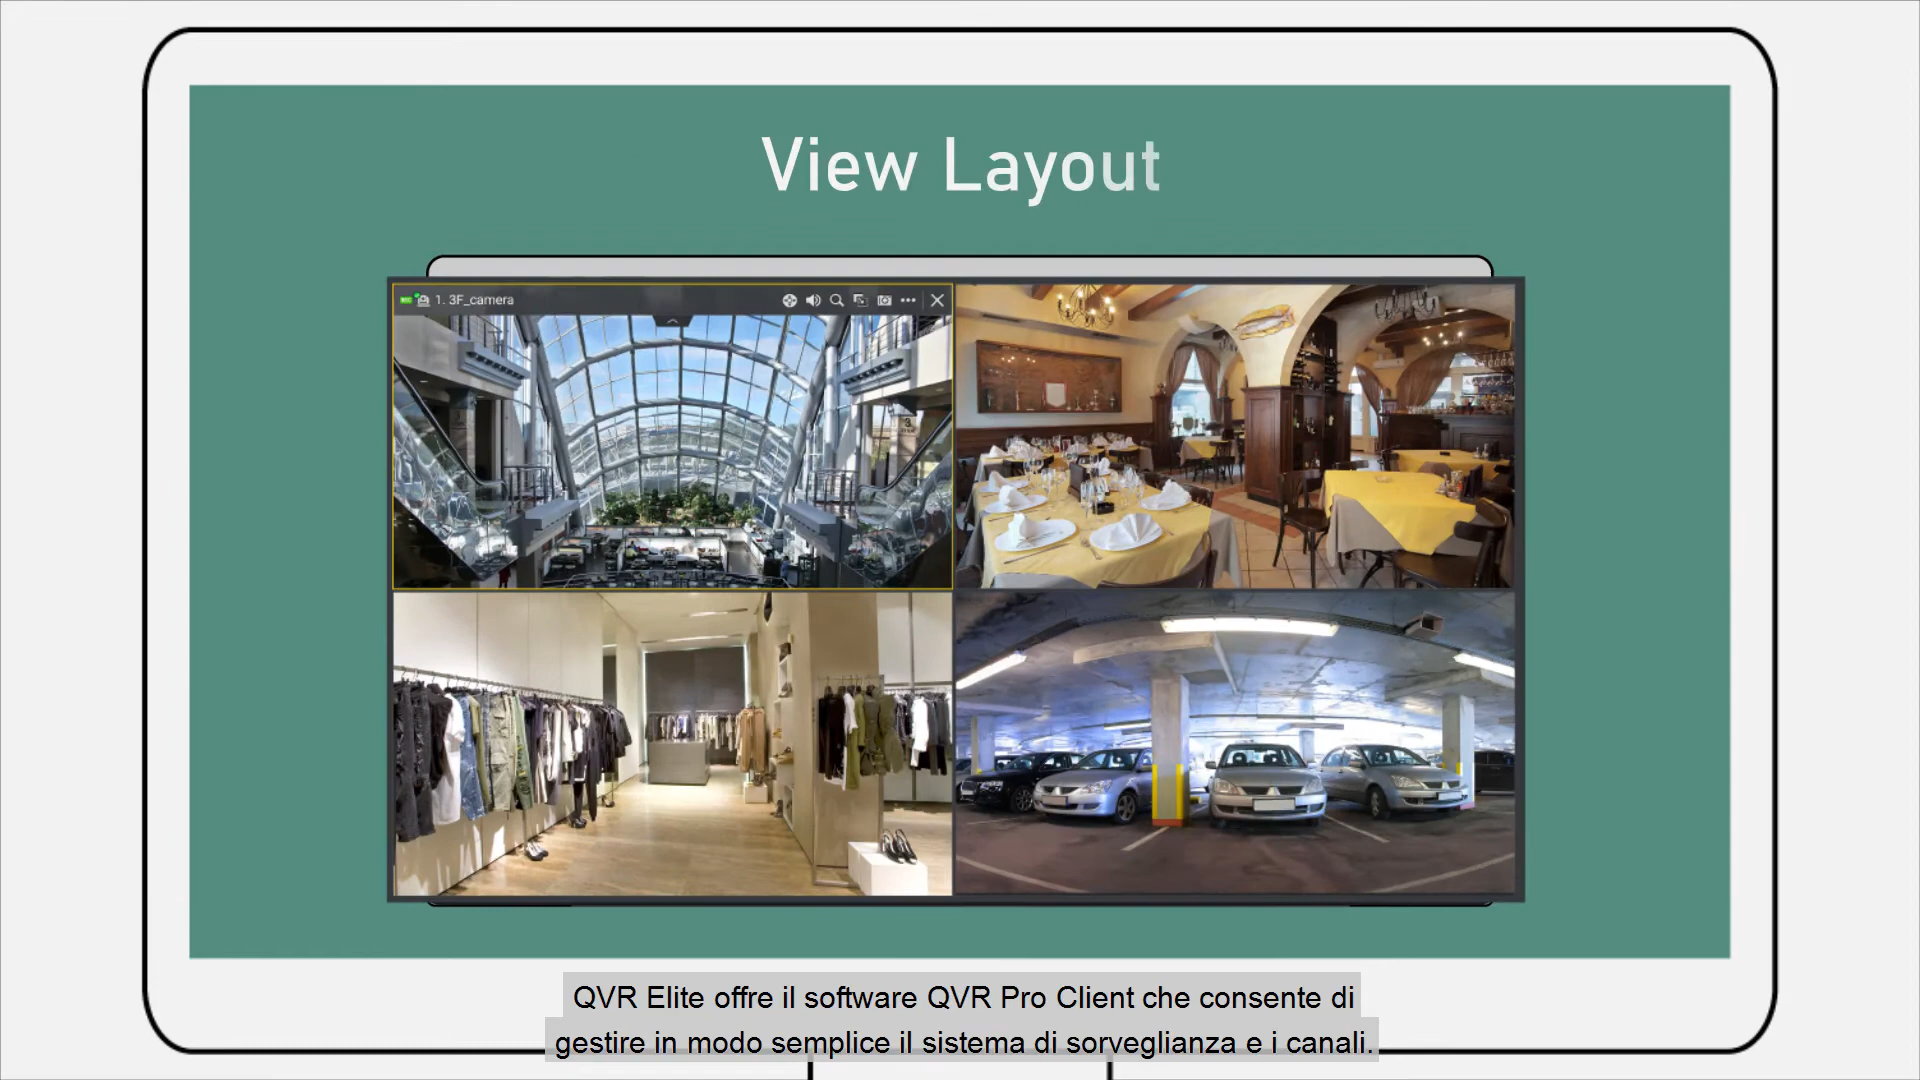 View Layout
1. 3F_camera
QVR Elite offre il software QVR Pro Client che consente di
gestire in modo semplice il sistema di sorveglianza e i canali.